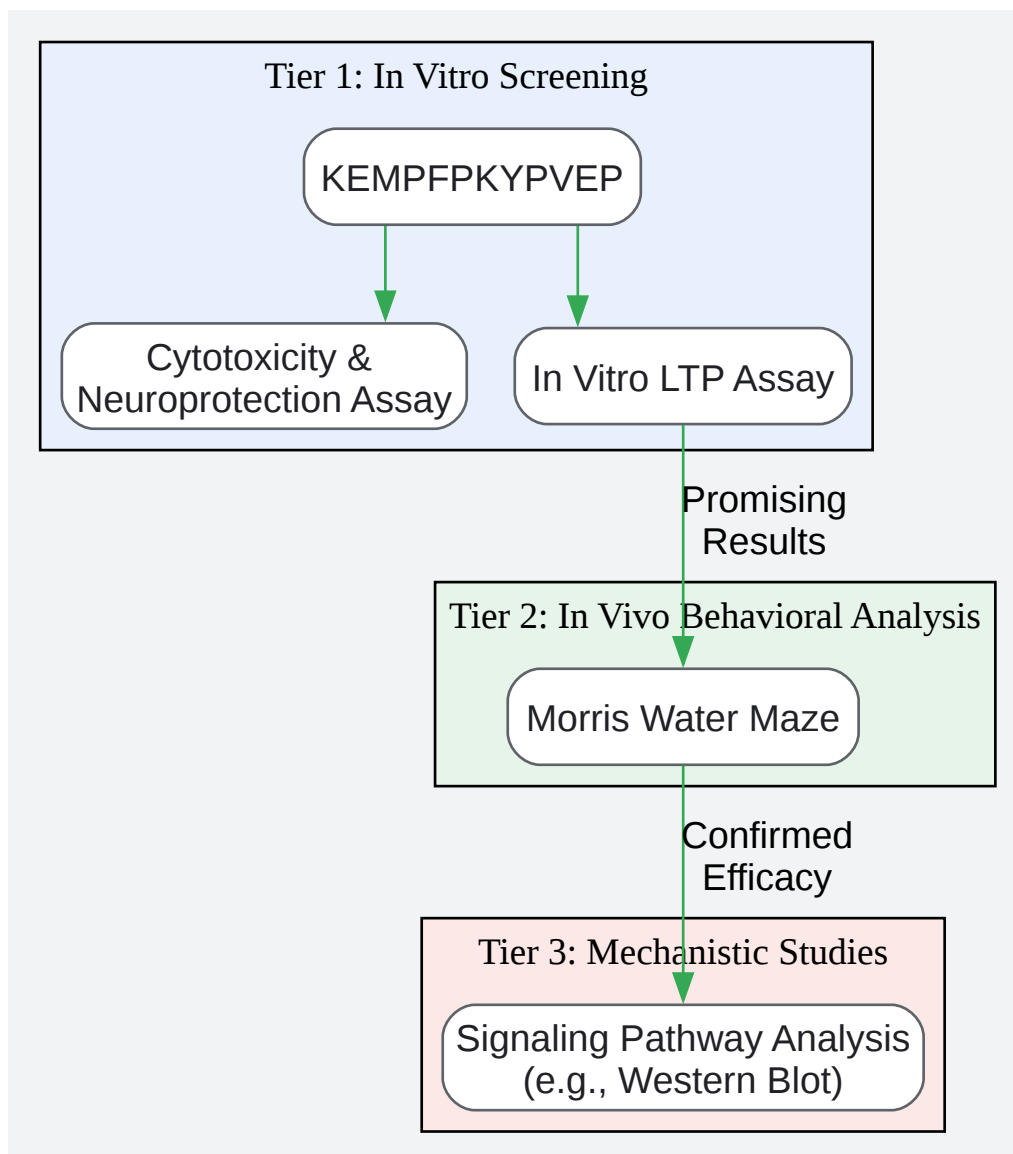 Tier 1: In Vitro Screening
KEMPFPKYPVEP
Cytotoxicity &
Neuroprotection Assay
In Vitro LTP Assay
Promising
Results
Tier 2: In Vivo Behavioral Analysis
Morris Water Maze
Confirmed
Efficacy
Tier 3: Mechanistic Studies
Signaling Pathway Analysis
(e.g., Western Blot)